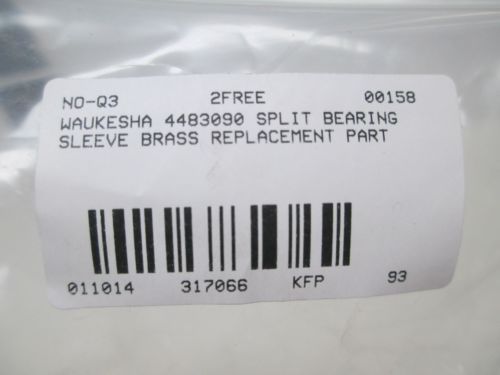 NO-Q3 2FREE 00158
WAUKESHA 4483090 SPLIT BEARING
SLEEVE BRASS REPLACEMENT PART
011014 317066 KFP 93